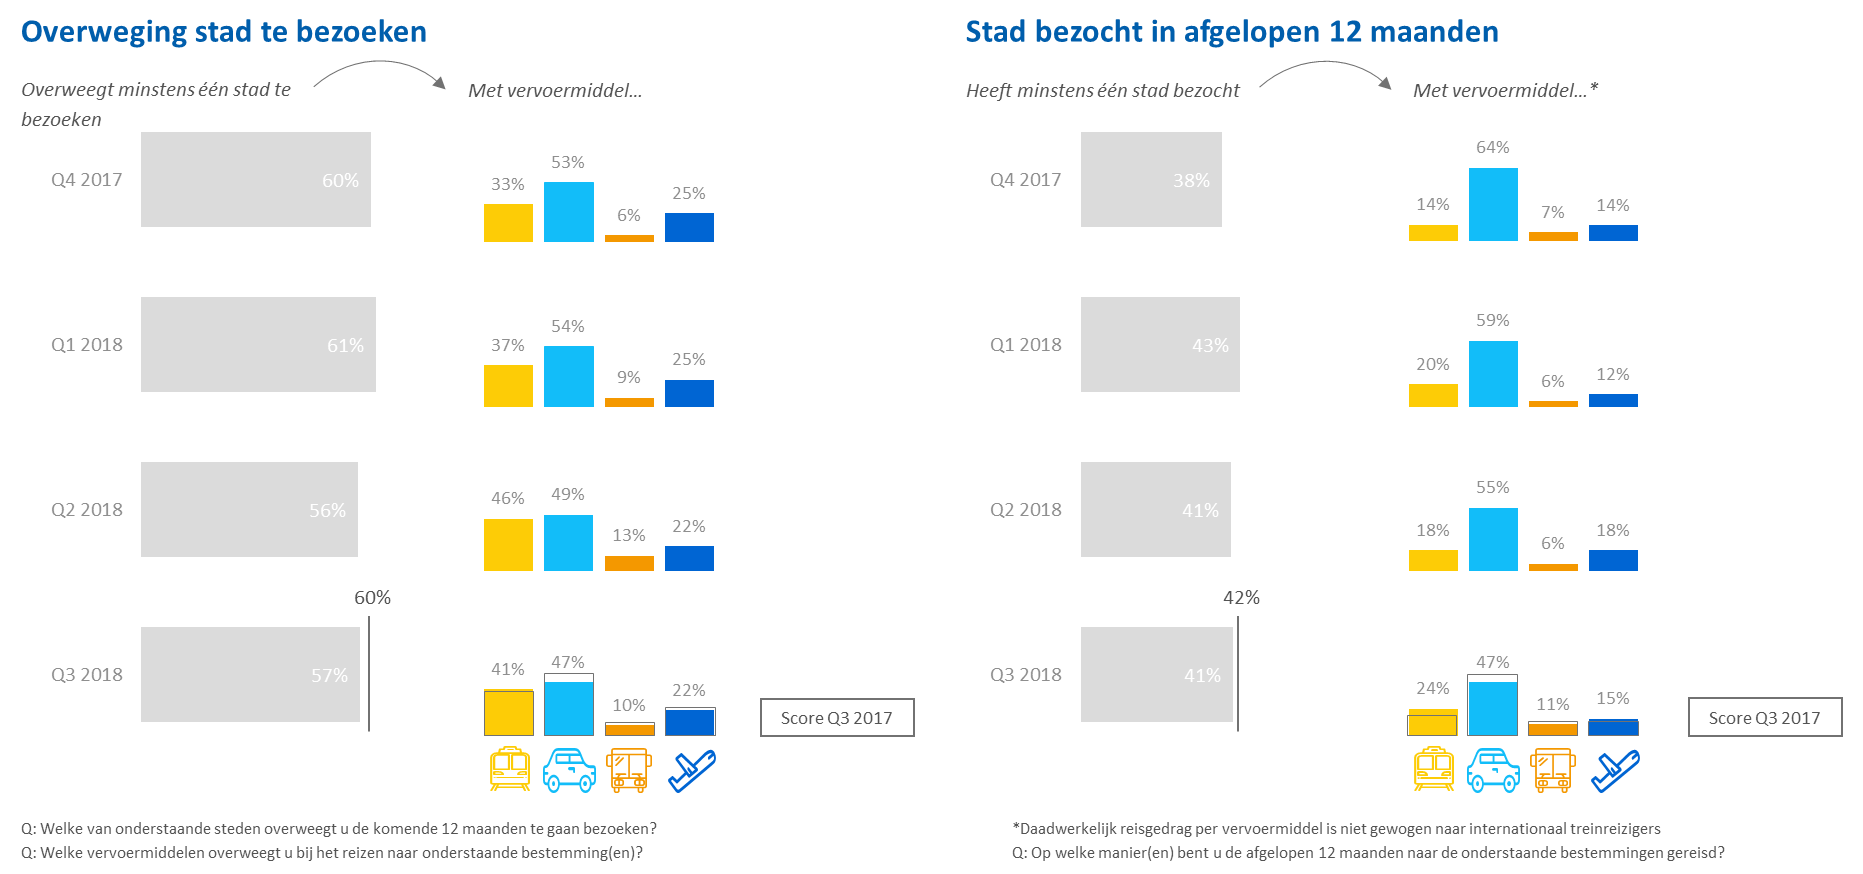 Overweging stad te bezoeken
Overweegt minstens één stad te
bezoeken
Met vervoermiddel...
Q4 2017
60%
33%
53%
6%
25%
Q1 2018
61%
37%
54%
9%
25%
Q2 2018
56%
46%
49%
13%
22%
60%
Q3 2018
57%
41%
47%
10%
22%
Score Q3 2017
Q: Welke van onderstaande steden overweegt u de komende 12 maanden te gaan bezoeken?
Q: Welke vervoermiddelen overweegt u bij het reizen naar onderstaande bestemming(en)?
Stad bezocht in afgelopen 12 maanden
Heeft minstens één stad bezocht
Met vervoermiddel...*
Q4 2017
38%
14%
64%
7%
14%
Q1 2018
43%
20%
59%
6%
12%
Q2 2018
41%
18%
55%
6%
18%
42%
Q3 2018
41%
24%
47%
11%
15%
Score Q3 2017
*Daadwerkelijk reisgedrag per vervoermiddel is niet gewogen naar internationaal treinreizigers
Q: Op welke manier(en) bent u de afgelopen 12 maanden naar de onderstaande bestemmingen gereisd?